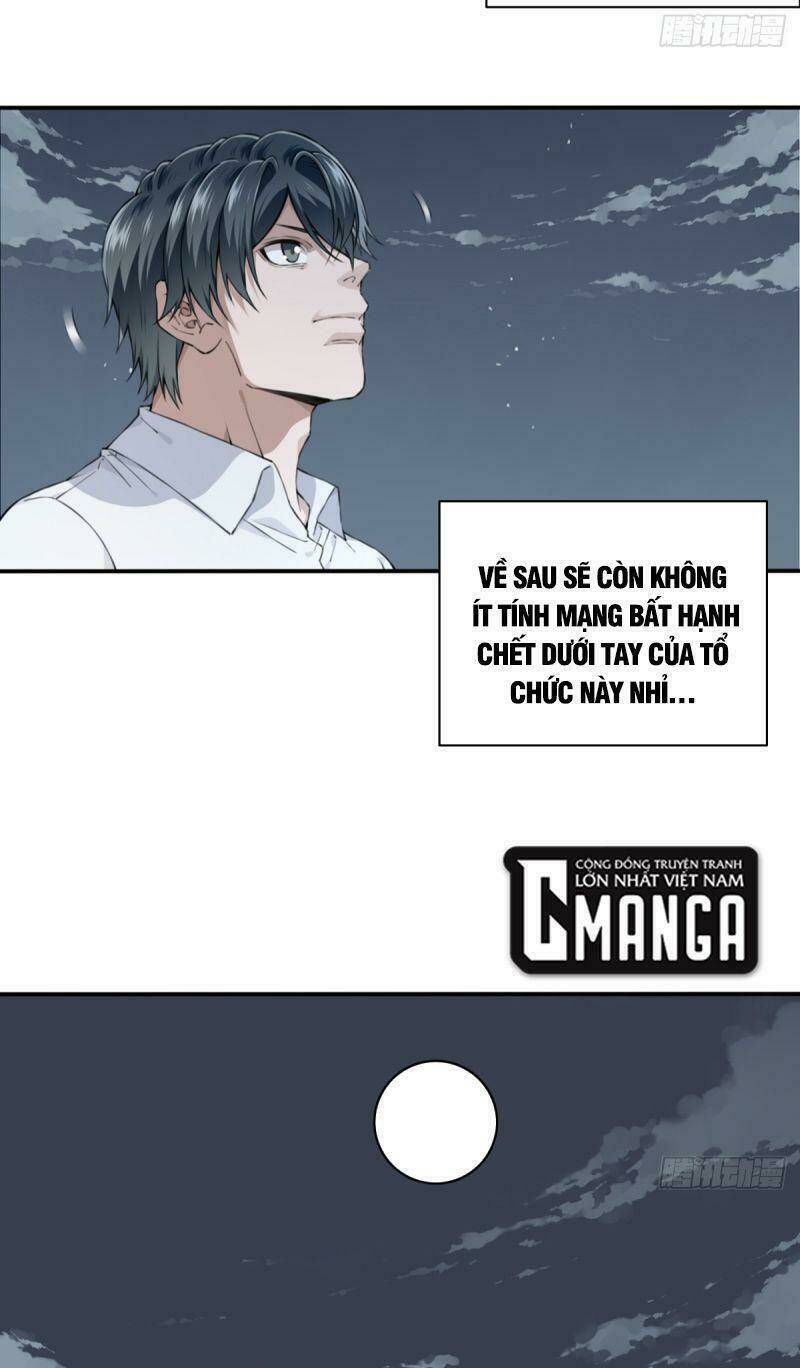 腾讯动漫
VỀ SAU SẼ CÒN KHÔNG
ÍT TÍNH MẠNG BẤT HẠNH
CHẾT DƯỚI TAY CỦA TỔ
CHỨC NÀY NHỈ...
CỘNG ĐỒNG TRUYỆN TRANH
LỚN NHẤT VIỆT NAM
CMANGA
腾讯动漫